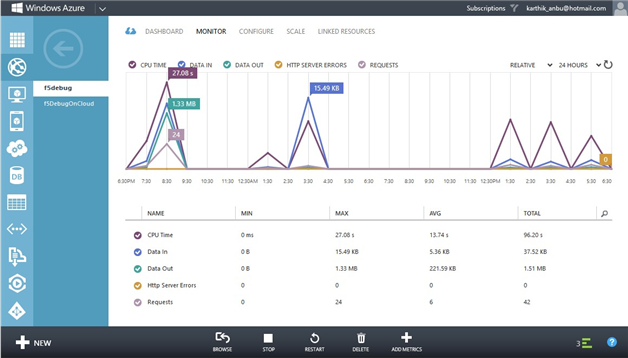 Windows Azure
Subscriptions karthik_anbu@hotmail.com
DASHBOARD MONITOR CONFIGURE SCALE LINKED RESOURCES
f5debug
f5DebugOnCloud
CPU TIME DATA IN DATA OUT HTTP SERVER ERRORS REQUESTS RELATIVE 24 HOURS
27.08 s
15.49 KB
1.33 MB
24
0
6:30PM 7:30 8:30 9:30 10:30 11:30 12:30AM 1:30 2:30 3:30 4:30 5:30 6:30 7:30 8:30 9:30 10:30 11:30 12:30PM 1:30 2:30 3:30 4:30 5:30 6:30
NAME MIN MAX AVG TOTAL
CPU Time 0 ms 27.08 s 13.74 s 96.20 s
Data In 0 B 15.49 KB 5.36 KB 37.52 KB
Data Out 0 B 1.33 MB 221.59 KB 1.51 MB
Http Server Errors 0 0 0 0
Requests 0 24 6 42
NEW BROWSE STOP RESTART DELETE ADD METRICS 3 ?
DB